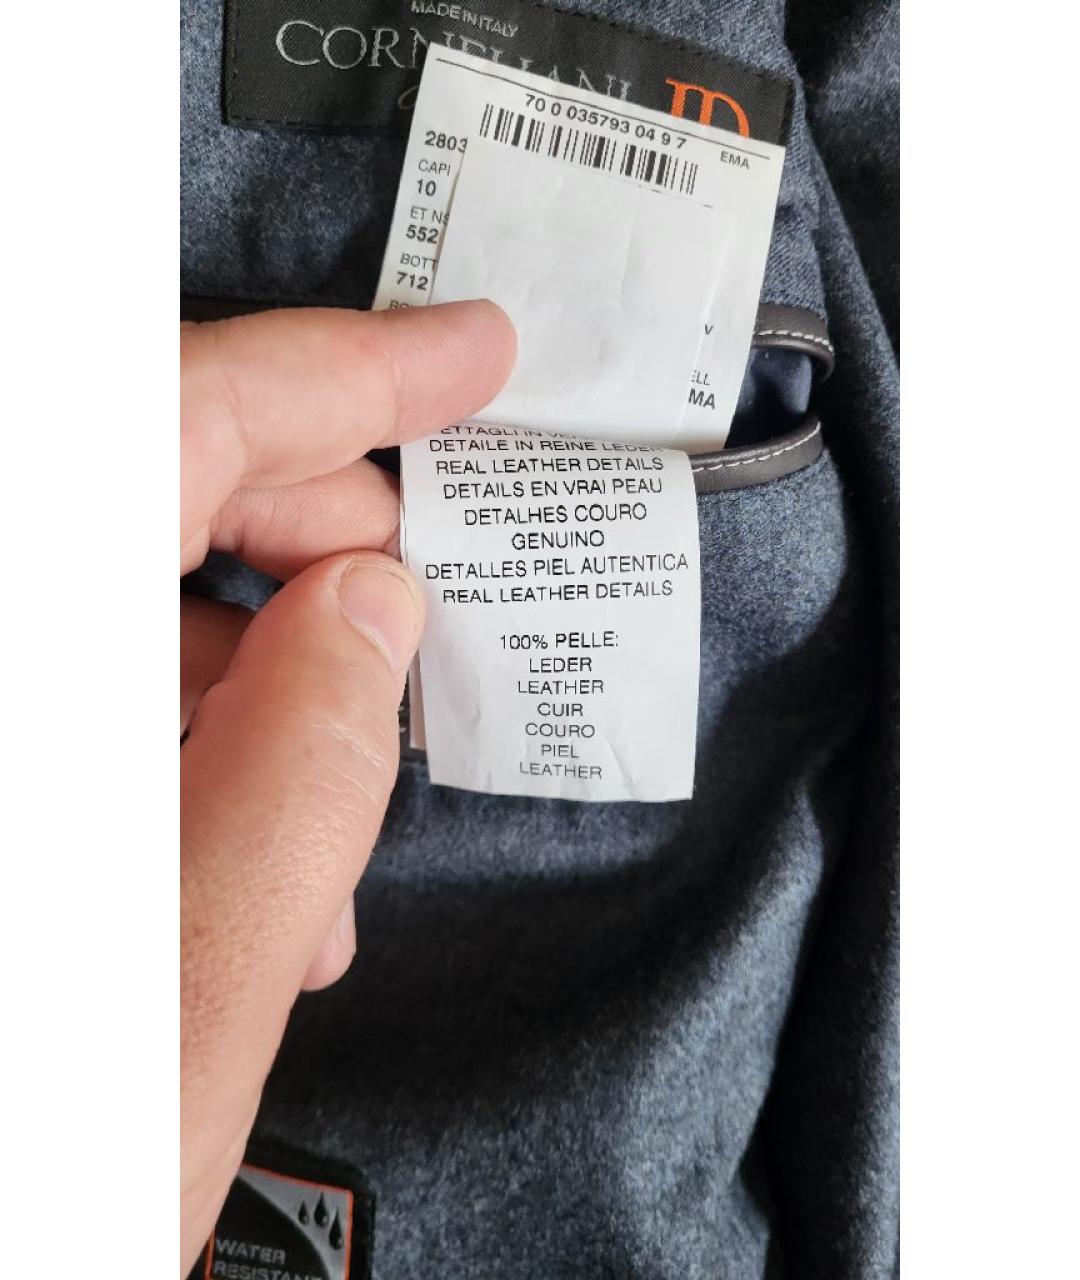 MADE IN ITALY
CORNELIANI ID
70 0 035793 04 9 7
EMA
2803
CAPI
10
ET NS
552
BOTT
712
V
ELL
MA
DETAILE IN REINE LEDER
REAL LEATHER DETAILS
DETAILS EN VRAI PEAU
DETALHES COURO
GENUINO
DETALLES PIEL AUTENTICA
REAL LEATHER DETAILS
100% PELLE:
LEDER
LEATHER
CUIR
COURO
PIEL
LEATHER
WATER
RESISTANT